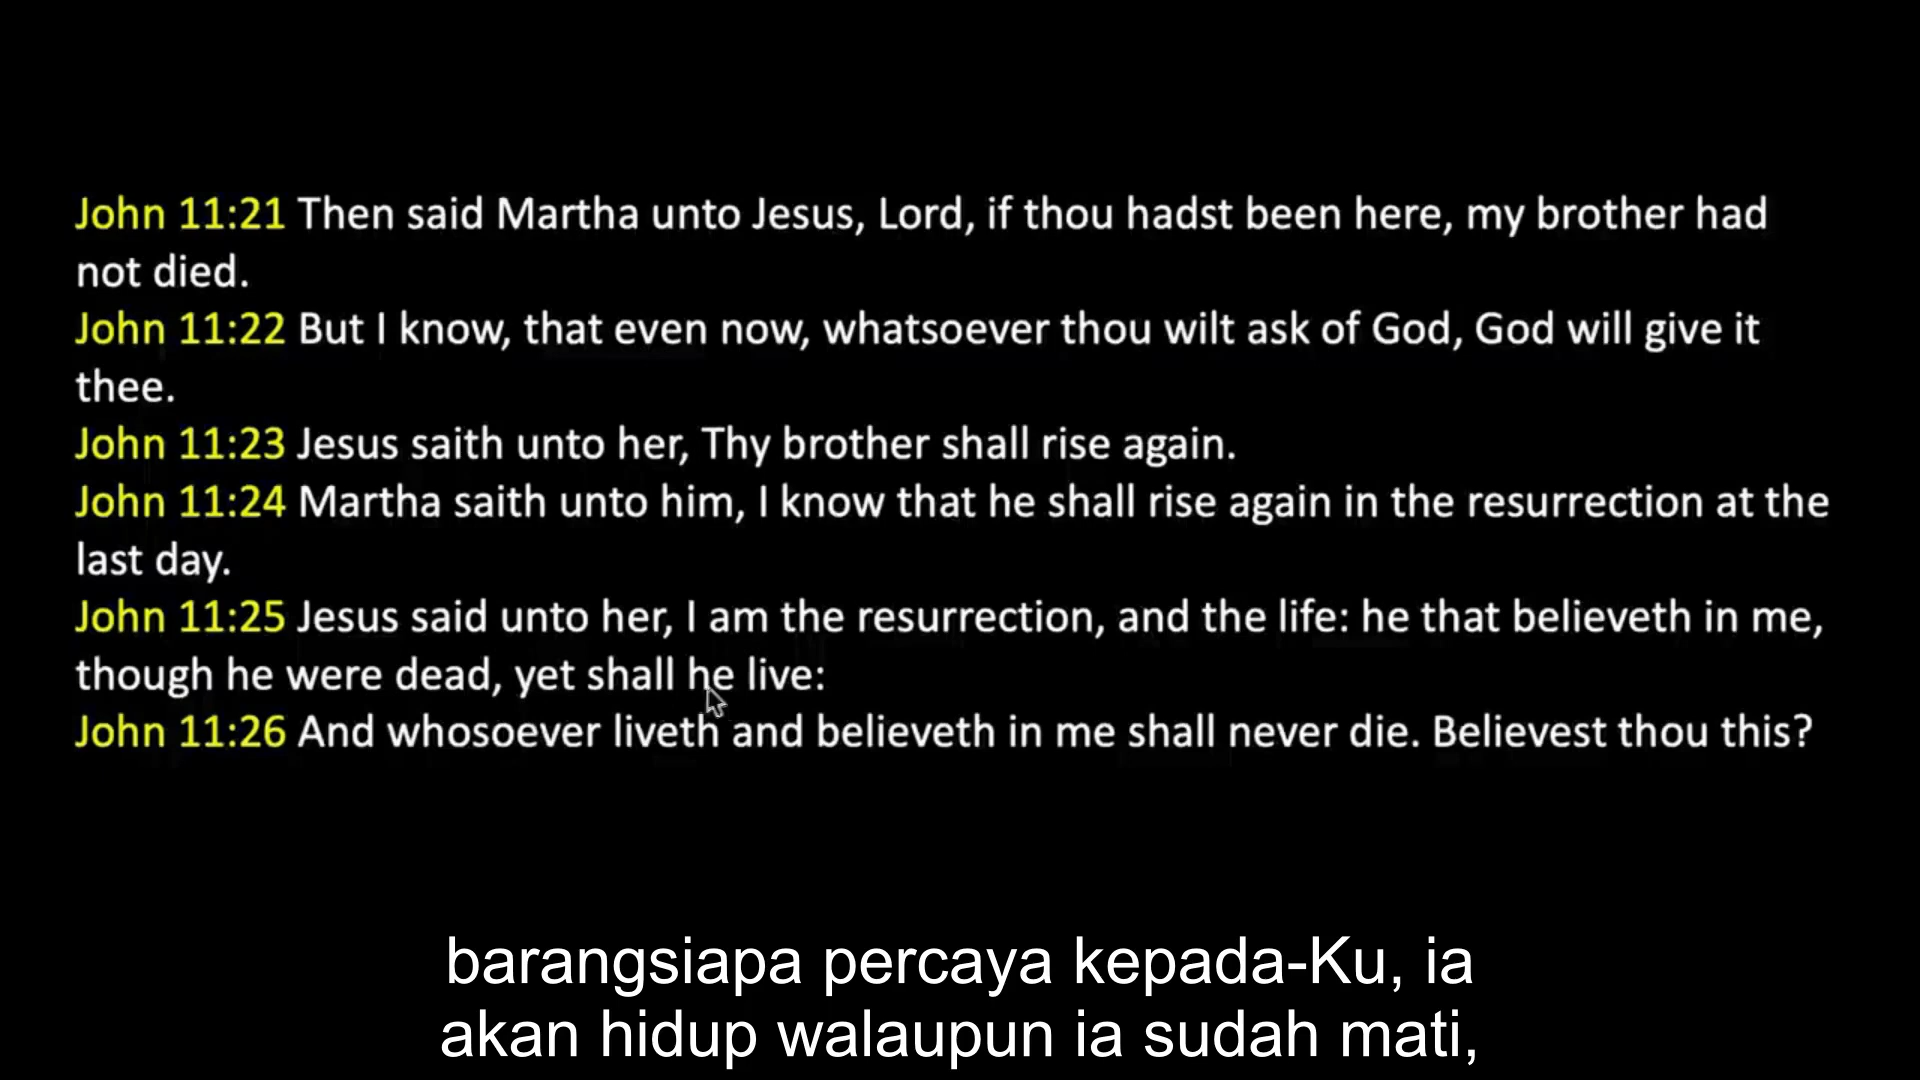 John 11:21 Then said Martha unto Jesus, Lord, if thou hadst been here, my brother had
not died.
John 11:22 But I know, that even now, whatsoever thou wilt ask of God, God will give it
thee.
John 11:23 Jesus saith unto her, Thy brother shall rise again.
John 11:24 Martha saith unto him, I know that he shall rise again in the resurrection at the
last day.
John 11:25 Jesus said unto her, I am the resurrection, and the life: he that believeth in me,
though he were dead, yet shall he live:
John 11:26 And whosoever liveth and believeth in me shall never die. Believest thou this?
barangsiapa percaya kepada-Ku, ia
akan hidup walaupun ia sudah mati,